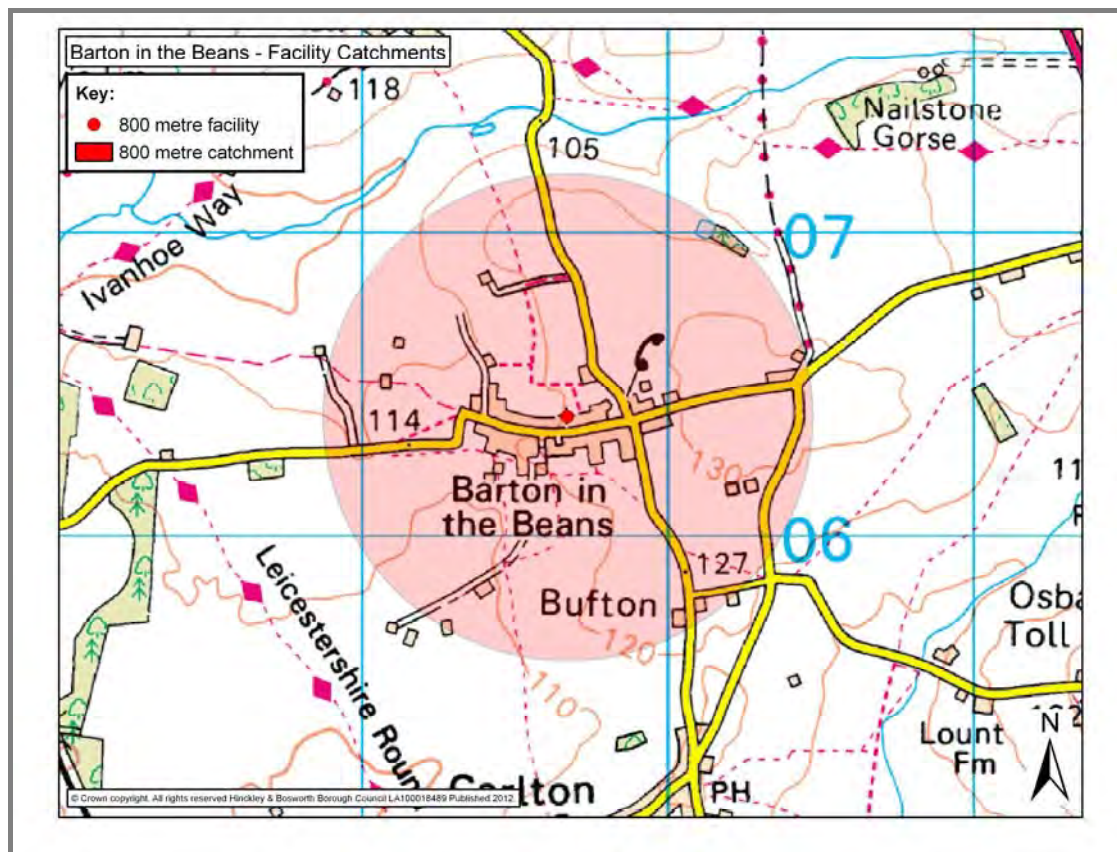 Barton in the Beans - Facility Catchments
Key:
800 metre facility
800 metre catchment
118
105
Nailstone
Gorse
Ivanhoe Way
07
114
130
Barton in
the Beans
06
127
Bufton
Osba
Toll
120
110
Leicestershire Roun
Lount
Fm
N
Carlton
PH
© Crown copyright. All rights reserved Hinckley & Bosworth Borough Council LA100018489 Published 2012.